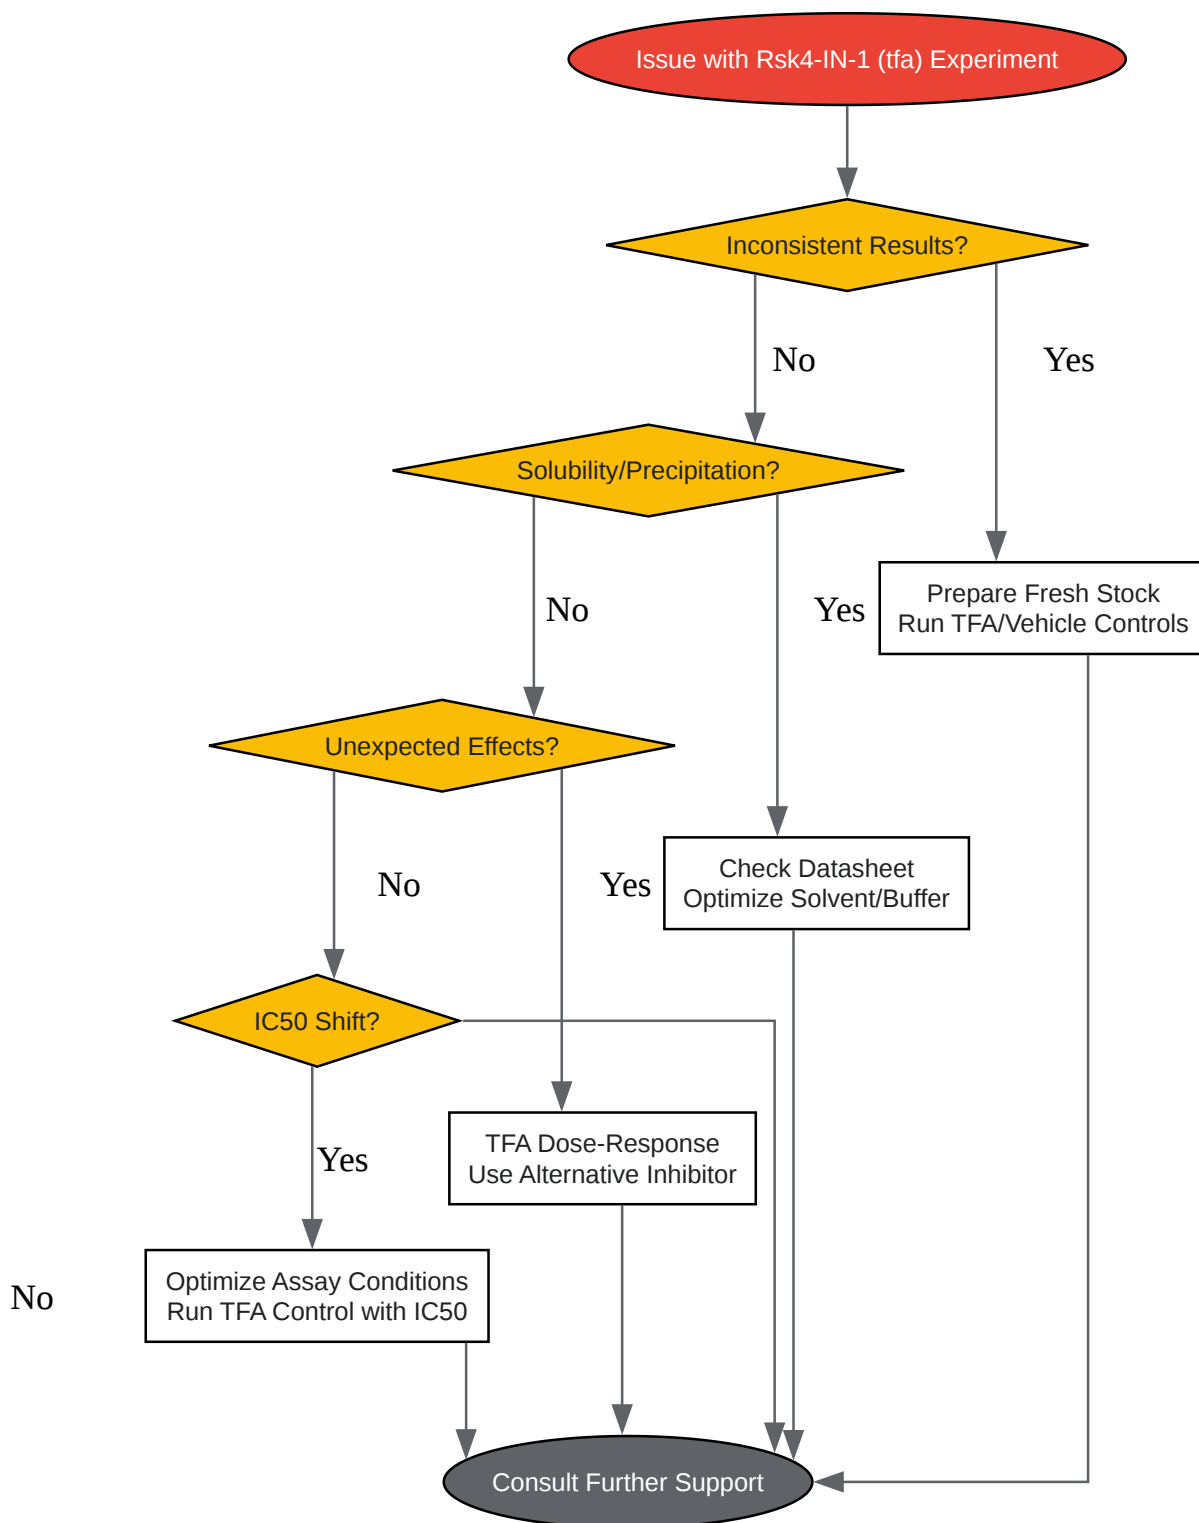 Issue with Rsk4-IN-1 (tfa) Experiment
Inconsistent Results?
No
Yes
Solubility/Precipitation?
Prepare Fresh Stock
Run TFA/Vehicle Controls
No
Yes
Unexpected Effects?
Check Datasheet
Optimize Solvent/Buffer
No
Yes
IC50 Shift?
TFA Dose-Response
Use Alternative Inhibitor
Yes
Optimize Assay Conditions
Run TFA Control with IC50
No
Consult Further Support